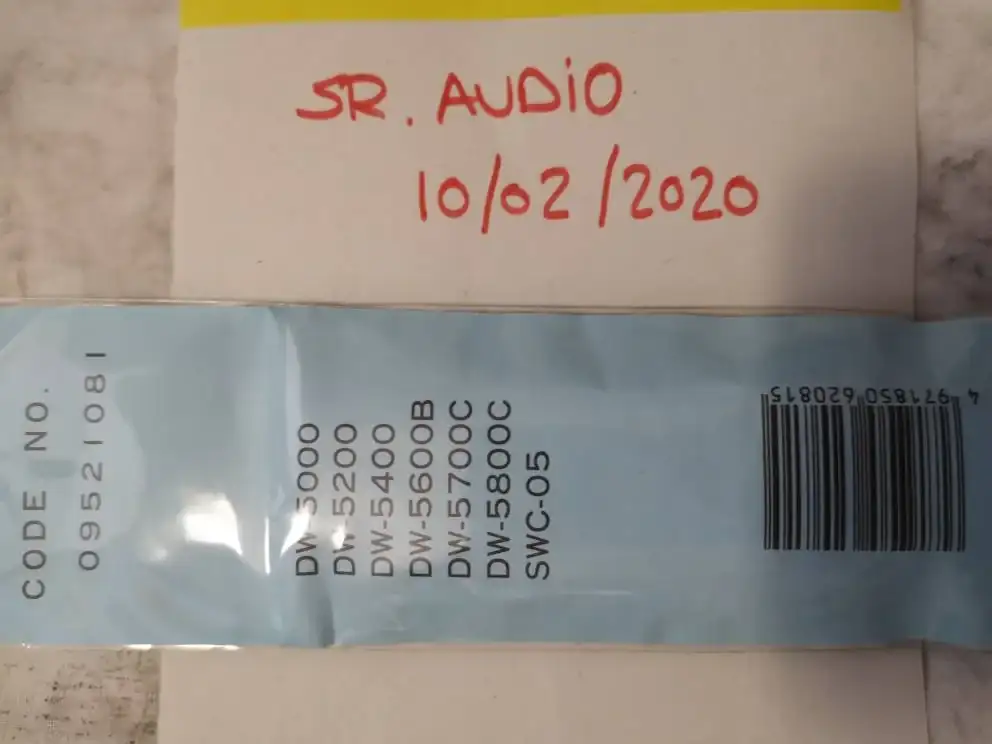 SR. AUDiO
10/02/2020
CODE NO.
09521081
DW-5000
DW-5200
DW-5400
DW-5600B
DW-5700C
DW-5800C
SWC-05
4 971850 620815